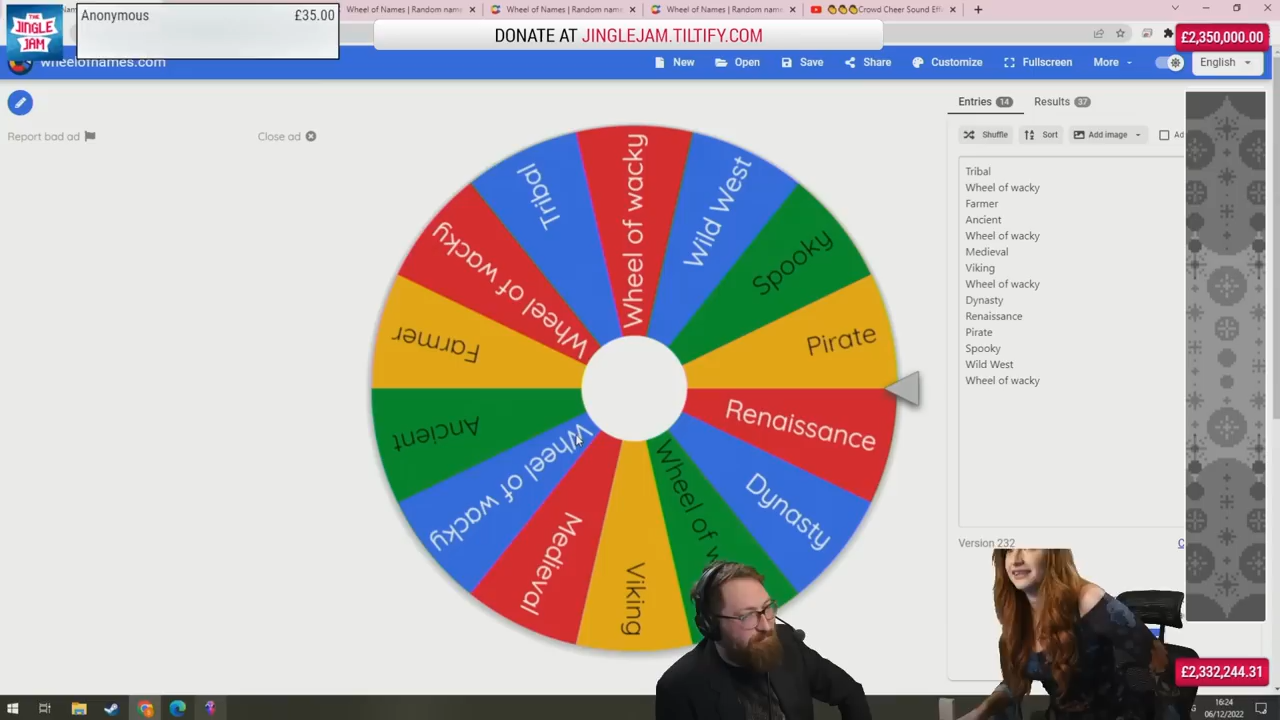 THE
JINGLE
JAM
Anonymous £35.00
Wheel of Names | Random name
Wheel of Names | Random name
Wheel of Names | Random name
Crowd Cheer Sound Ef
DONATE AT JINGLEJAM.TILTIFY.COM
£2,350,000.00
wheelofnames.com
New
Open
Save
Share
Customize
Fullscreen
More
English
Report bad ad
Close ad
Entries 14
Results 37
Shuffle
Sort
Add image
Tribal
Wheel of wacky
Farmer
Ancient
Wheel of wacky
Medieval
Viking
Wheel of wacky
Dynasty
Renaissance
Pirate
Spooky
Wild West
Wheel of wacky
Version 232
Wheel of wacky
Wild West
Spooky
Pirate
Renaissance
Dynasty
Wheel of w
Viking
Medieval
Wheel of wacky
Ancient
Farmer
Wheel of wacky
Tribal
£2,332,244.31
16:24
06/12/2022